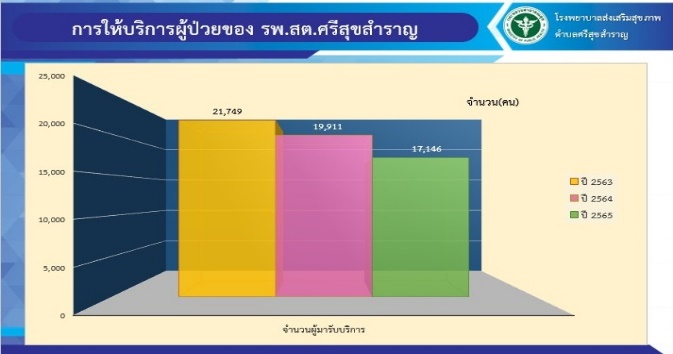 การให้บริการผู้ป่วยของ รพ.สต.ศรีสุขสำราญ
โรงพยาบาลส่งเสริมสุขภาพ
ตำบลศรีสุขสำราญ
25,000
20,000
15,000
10,000
5,000
0
จำนวน(คน)
21,749
19,911
17,146
ปี 2563
ปี 2564
ปี 2565
จำนวนผู้มารับบริการ